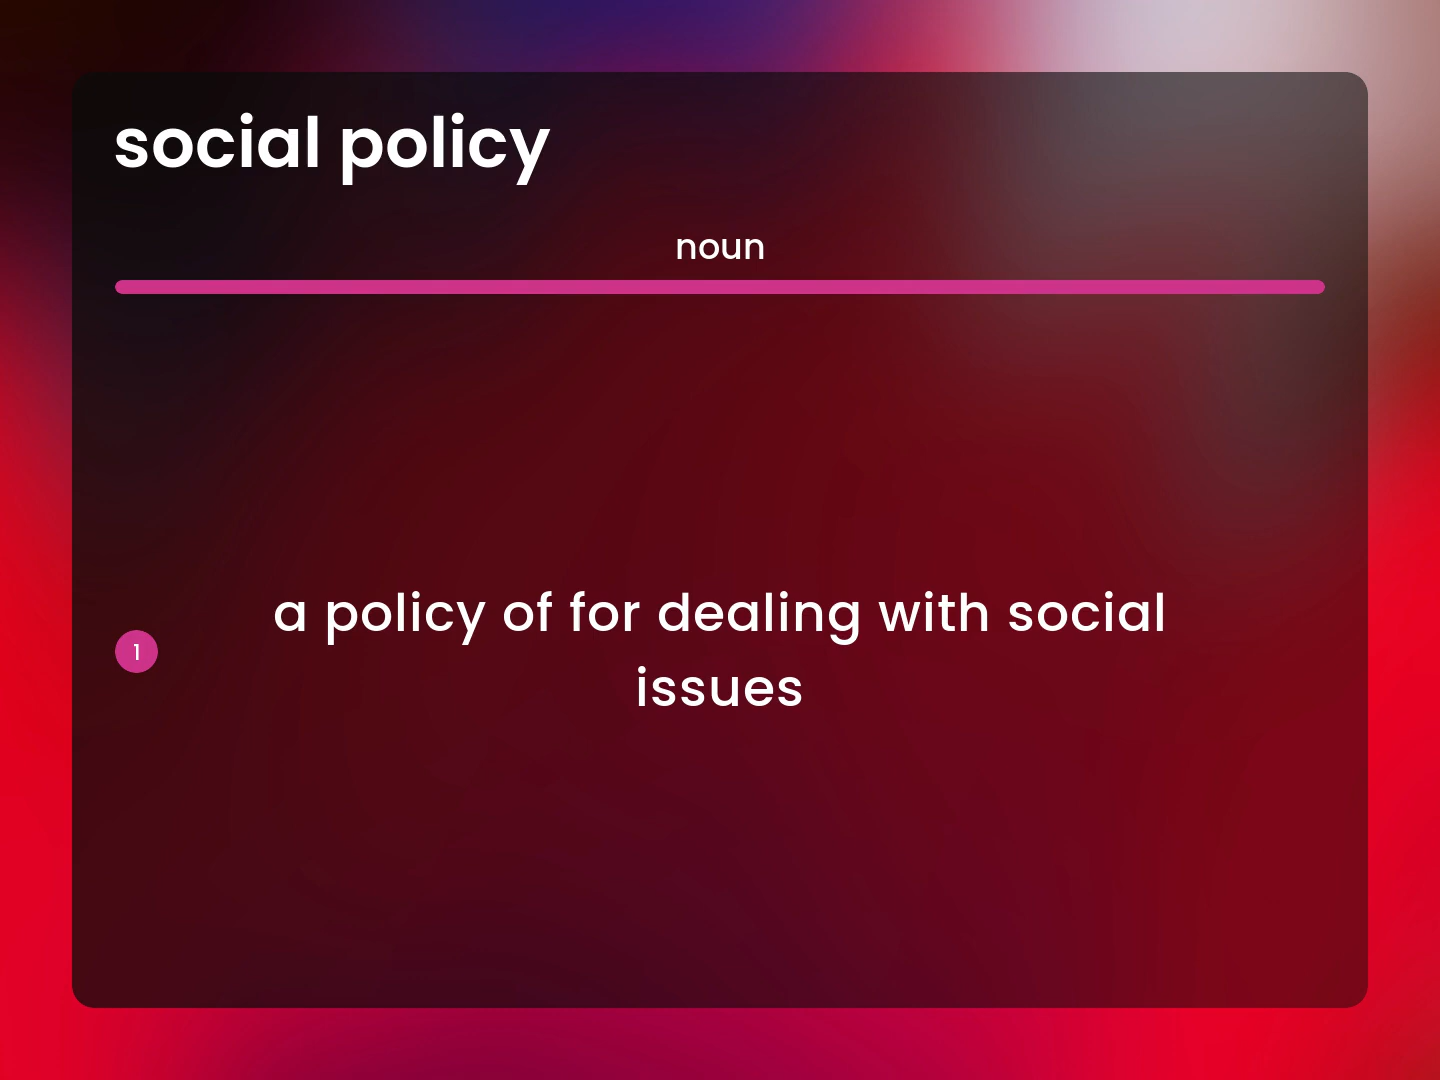 social policy
noun
1
a policy of for dealing with social
issues